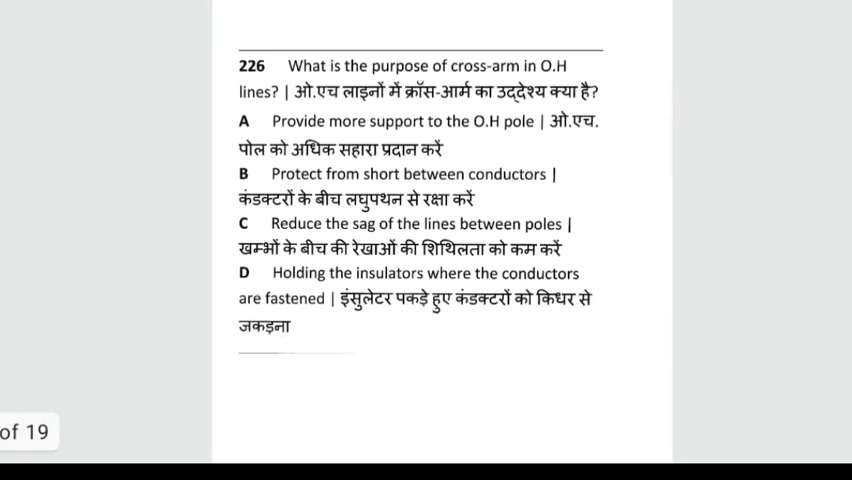 226 What is the purpose of cross-arm in O.H
lines? | ओ.एच लाइनों में क्रॉस-आर्म का उद्देश्य क्या है?
A Provide more support to the O.H pole | ओ.एच.
पोल को अधिक सहारा प्रदान करें
B Protect from short between conductors |
कंडक्टरों के बीच लघुपथन से रक्षा करें
C Reduce the sag of the lines between poles |
खम्भों के बीच की रेखाओं की शिथिलता को कम करें
D Holding the insulators where the conductors
are fastened | इंसुलेटर पकड़े हुए कंडक्टरों को किधर से
जकड़ना
of 19